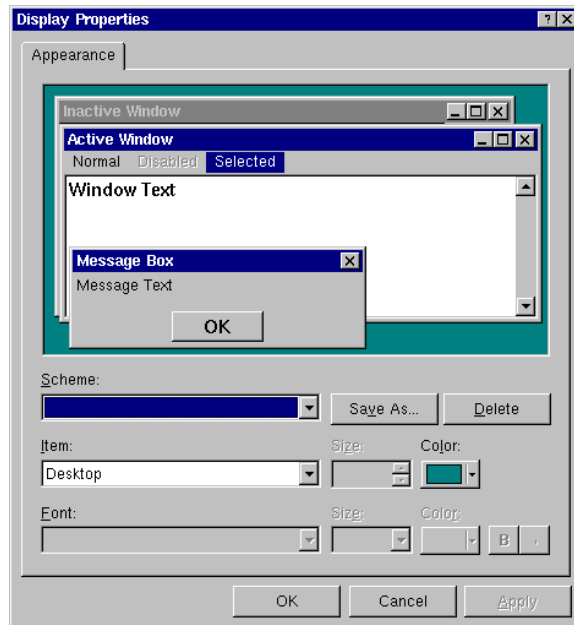 Display Properties
Appearance
Inactive Window
Active Window
Normal Disabled Selected
Window Text
Message Box
Message Text
OK
Scheme:
Save As... Delete
Item: Size: Color:
Desktop
Font: Size: Color:
B
OK Cancel Apply